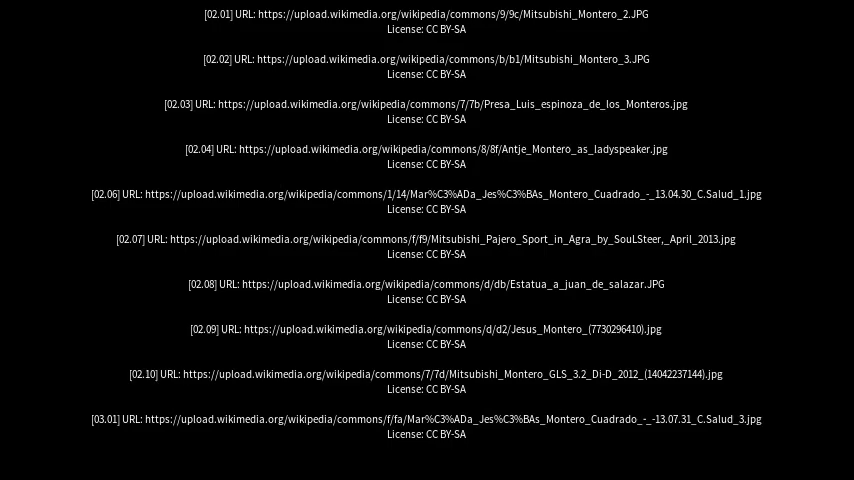 [02.01] URL: https://upload.wikimedia.org/wikipedia/commons/9/9c/Mitsubishi_Montero_2.JPG
License: CC BY-SA
[02.02] URL: https://upload.wikimedia.org/wikipedia/commons/b/b1/Mitsubishi_Montero_3.JPG
License: CC BY-SA
[02.03] URL: https://upload.wikimedia.org/wikipedia/commons/7/7b/Presa_Luis_espinoza_de_los_Monteros.jpg
License: CC BY-SA
[02.04] URL: https://upload.wikimedia.org/wikipedia/commons/8/8f/Antje_Montero_as_ladyspeaker.jpg
License: CC BY-SA
[02.06] URL: https://upload.wikimedia.org/wikipedia/commons/1/14/Mar%C3%ADa_Jes%C3%BAs_Montero_Cuadrado_-_13.04.30_C.Salud_1.jpg
License: CC BY-SA
[02.07] URL: https://upload.wikimedia.org/wikipedia/commons/f/f9/Mitsubishi_Pajero_Sport_in_Agra_by_SouLSteer,_April_2013.jpg
License: CC BY-SA
[02.08] URL: https://upload.wikimedia.org/wikipedia/commons/d/db/Estatua_a_juan_de_salazar.JPG
License: CC BY-SA
[02.09] URL: https://upload.wikimedia.org/wikipedia/commons/d/d2/Jesus_Montero_(7730296410).jpg
License: CC BY-SA
[02.10] URL: https://upload.wikimedia.org/wikipedia/commons/7/7d/Mitsubishi_Montero_GLS_3.2_Di-D_2012_(14042237144).jpg
License: CC BY-SA
[03.01] URL: https://upload.wikimedia.org/wikipedia/commons/f/fa/Mar%C3%ADa_Jes%C3%BAs_Montero_Cuadrado_-_-13.07.31_C.Salud_3.jpg
License: CC BY-SA